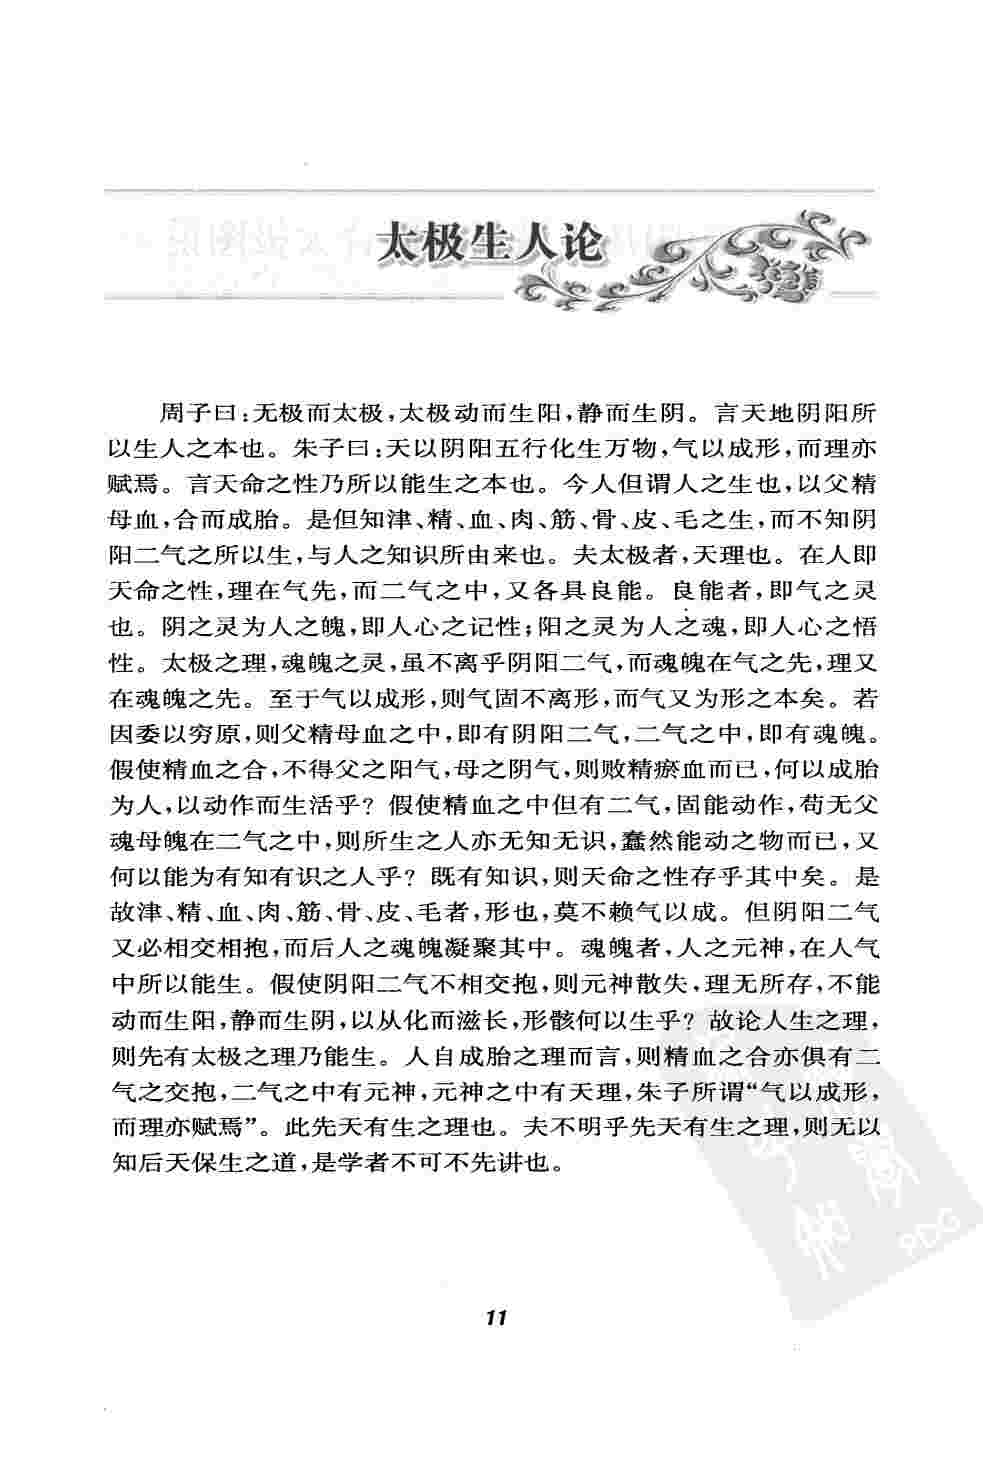 太极生人论
周子曰:无极而太极,太极动而生阳,静而生阴。言天地阴阳所
以生人之本也。朱子曰:天以阴阳五行化生万物,气以成形,而理亦
赋焉。言天命之性乃所以能生之本也。今人但谓人之生也,以父精
母血,合而成胎。是但知津、精、血、肉、筋、骨、皮、毛之生,而不知阴
阳二气之所以生,与人之知识所由来也。夫太极者,天理也。在人即
天命之性,理在气先,而二气之中,又各具良能。良能者,即气之灵
也。阴之灵为人之魄,即人心之记性;阳之灵为人之魂,即人心之悟
性。太极之理,魂魄之灵,虽不离乎阴阳二气,而魂魄在气之先,理又
在魂魄之先。至于气以成形,则气固不离形,而气又为形之本矣。若
因委以穷原,则父精母血之中,即有阴阳二气,二气之中,即有魂魄。
假使精血之合,不得父之阳气,母之阴气,则败精瘀血而已,何以成胎
为人,以动作而生活乎?假使精血之中但有二气,固能动作,苟无父
魂母魄在二气之中,则所生之人亦无知无识,蠢然能动之物而已,又
何以能为有知有识之人乎?既有知识,则天命之性存乎其中矣。是
故津、精、血、肉、筋、骨、皮、毛者,形也,莫不赖气以成。但阴阳二气
又必相交相抱,而后人之魂魄凝聚其中。魂魄者,人之元神,在人气
中所以能生。假使阴阳二气不相交抱,则元神散失,理无所存,不能
动而生阳,静而生阴,以从化而滋长,形骸何以生乎?故论人生之理,
则先有太极之理乃能生。人自成胎之理而言,则精血之合亦俱有二
气之交抱,二气之中有元神,元神之中有天理,朱子所谓“气以成形,
而理亦赋焉”。此先天有生之理也。夫不明乎先天有生之理,则无以
知后天保生之道,是学者不可不先讲也。
PDG
11